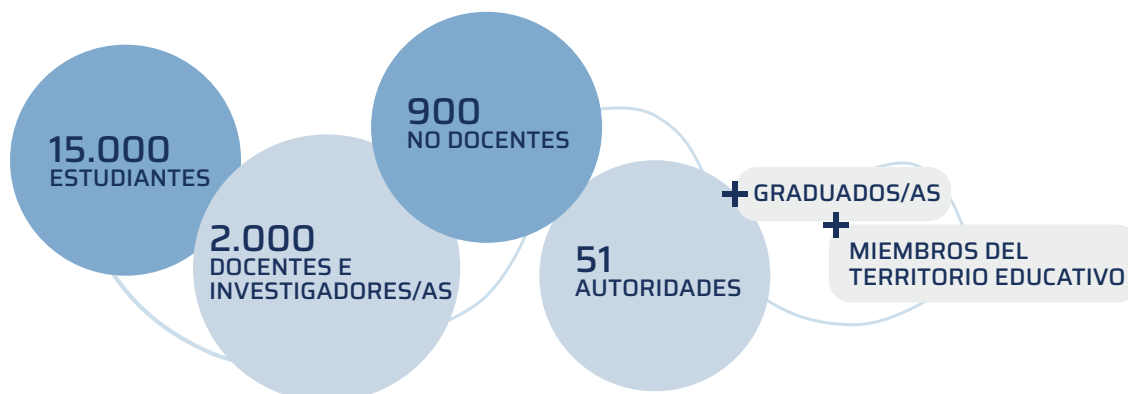 15.000
ESTUDIANTES
2.000
DOCENTES E
INVESTIGADORES/AS
900
NO DOCENTES
51
AUTORIDADES
+ GRADUADOS/AS
+
MIEMBROS DEL
TERRITORIO EDUCATIVO